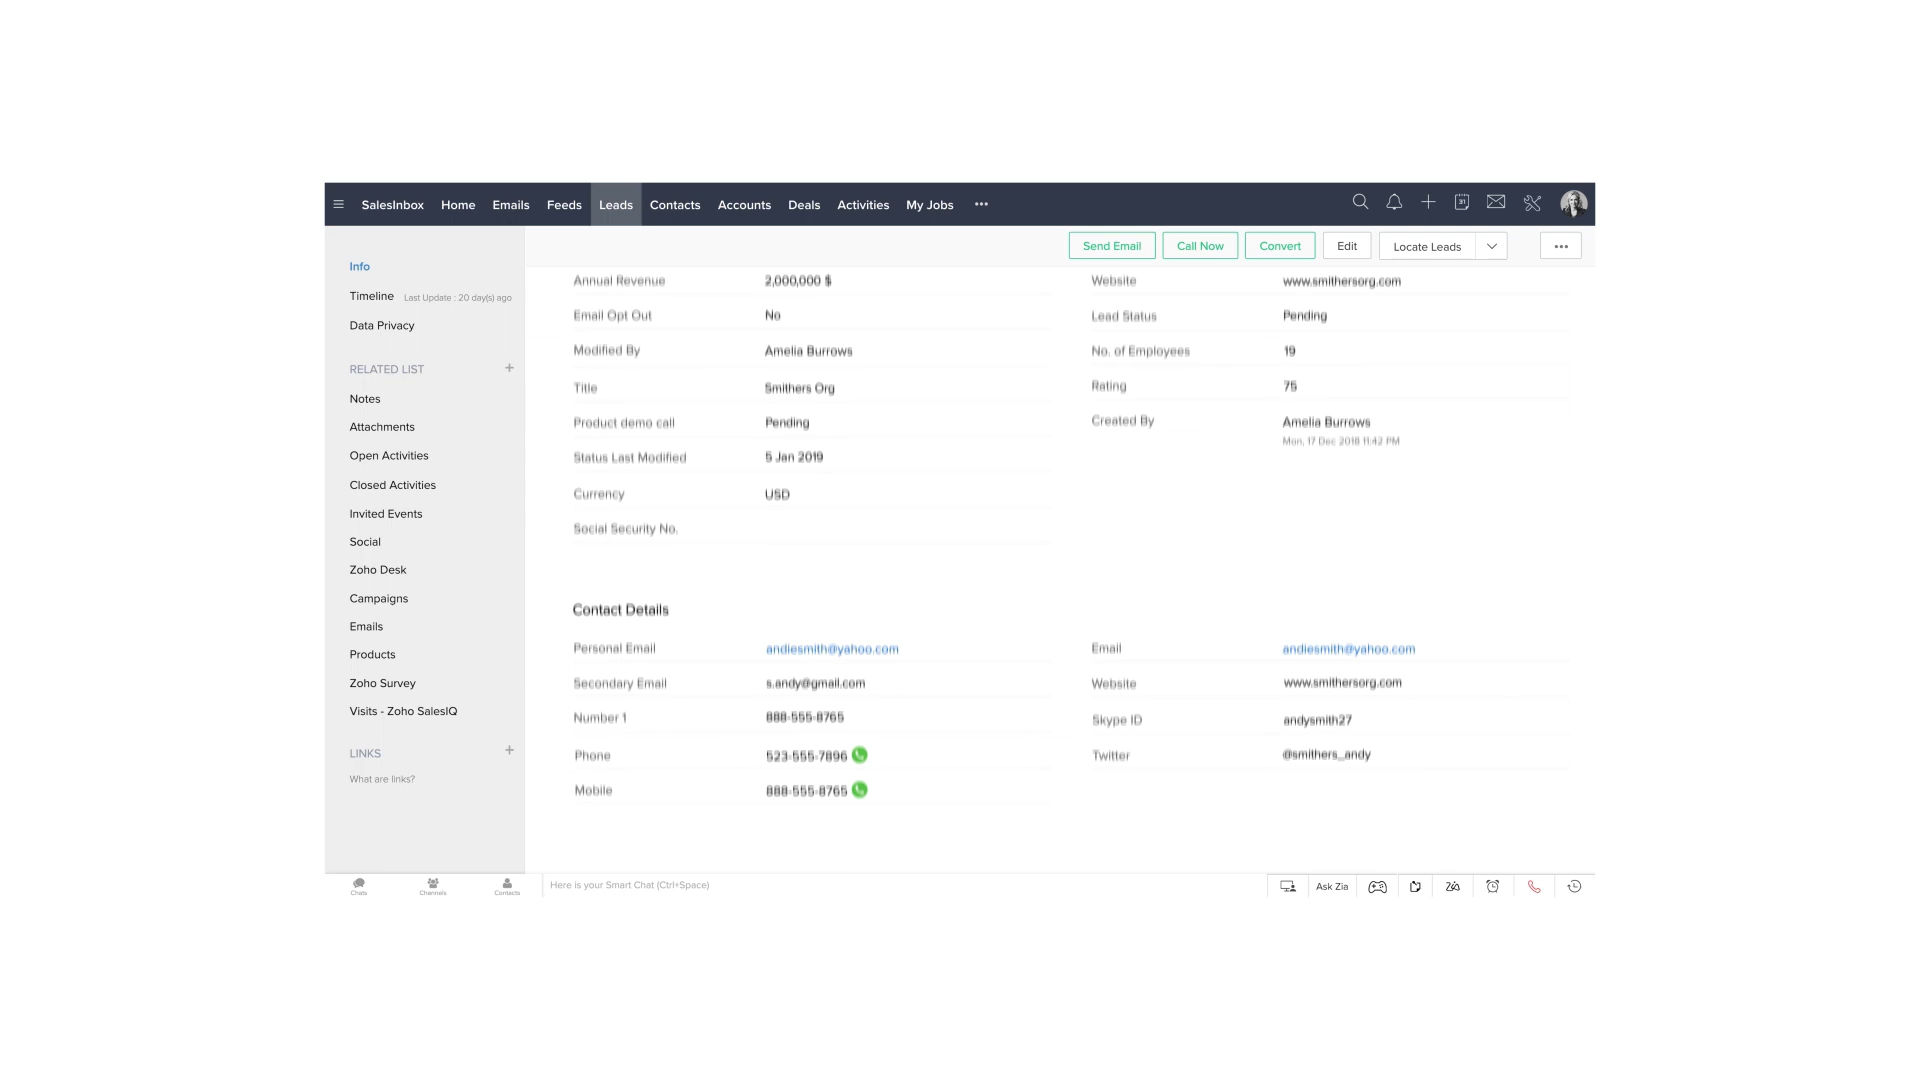 SalesInbox Home Emails Feeds Leads Contacts Accounts Deals Activities My Jobs ••• 31
Send Email Call Now Convert Edit Locate Leads •••
Info
Timeline Last Update : 20 day(s) ago
Data Privacy
RELATED LIST +
Notes
Attachments
Open Activities
Closed Activities
Invited Events
Social
Zoho Desk
Campaigns
Emails
Products
Zoho Survey
Visits - Zoho SalesIQ
LINKS +
What are links?
Annual Revenue 2,000,000 $
Email Opt Out No
Modified By Amelia Burrows
Title Smithers Org
Product demo call Pending
Status Last Modified 5 Jan 2019
Currency USD
Social Security No.
Website www.smithersorg.com
Lead Status Pending
No. of Employees 19
Rating 75
Created By Amelia Burrows
Mon, 17 Dec 2018 11:42 PM
Contact Details
Personal Email andiesmith@yahoo.com
Secondary Email s.andy@gmail.com
Number 1 888-555-8765
Phone 523-555-7896
Mobile 888-555-8765
Email andiesmith@yahoo.com
Website www.smithersorg.com
Skype ID andysmith27
Twitter @smithers_andy
Chats Channels Contacts Here is your Smart Chat (Ctrl+Space) Ask Zia